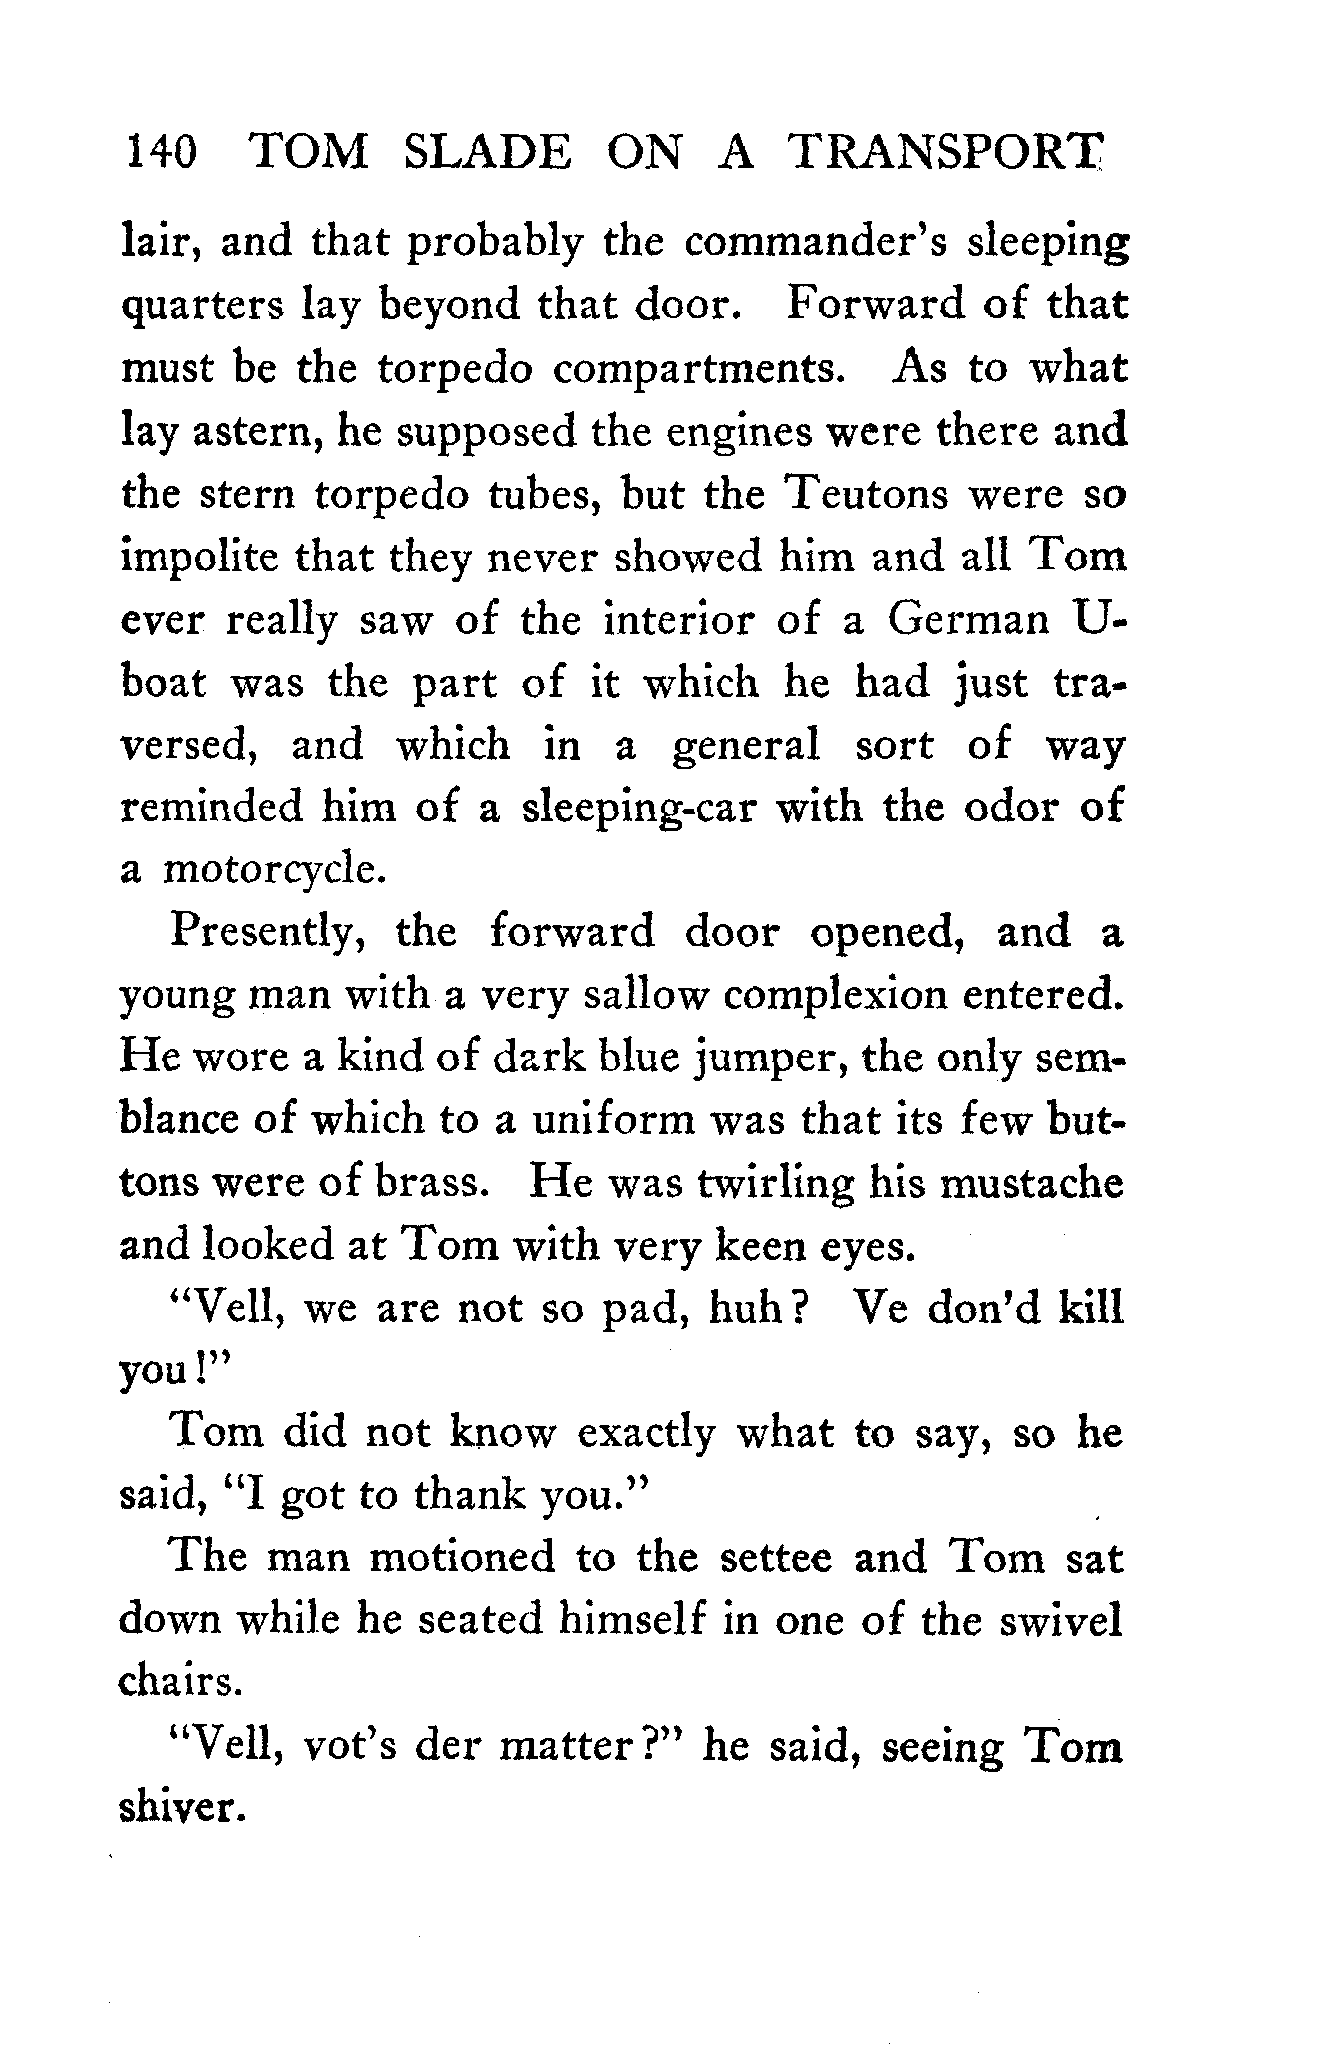 140 TOM SLADE ON A TRANSPORT
lair, and that probably the commander's sleeping
quarters lay beyond that door. Forward of that
must be the torpedo compartments. As to what
lay astern, he supposed the engines were there and
the stern torpedo tubes, but the Teutons were so
impolite that they never showed him and all Tom
ever really saw of the interior of a German U-
boat was the part of it which he had just tra-
versed, and which in a general sort of way
reminded him of a sleeping-car with the odor of
a motorcycle.
Presently, the forward door opened, and a
young man with a very sallow complexion entered.
He wore a kind of dark blue jumper, the only sem-
blance of which to a uniform was that its few but-
tons were of brass. He was twirling his mustache
and looked at Tom with very keen eyes.
"Vell, we are not so pad, huh? Ve don'd kill
you!"
Tom did not know exactly what to say, so he
said, "I got to thank you."
The man motioned to the settee and Tom sat
down while he seated himself in one of the swivel
chairs.
"Vell, vot's der matter?" he said, seeing Tom
shiver.